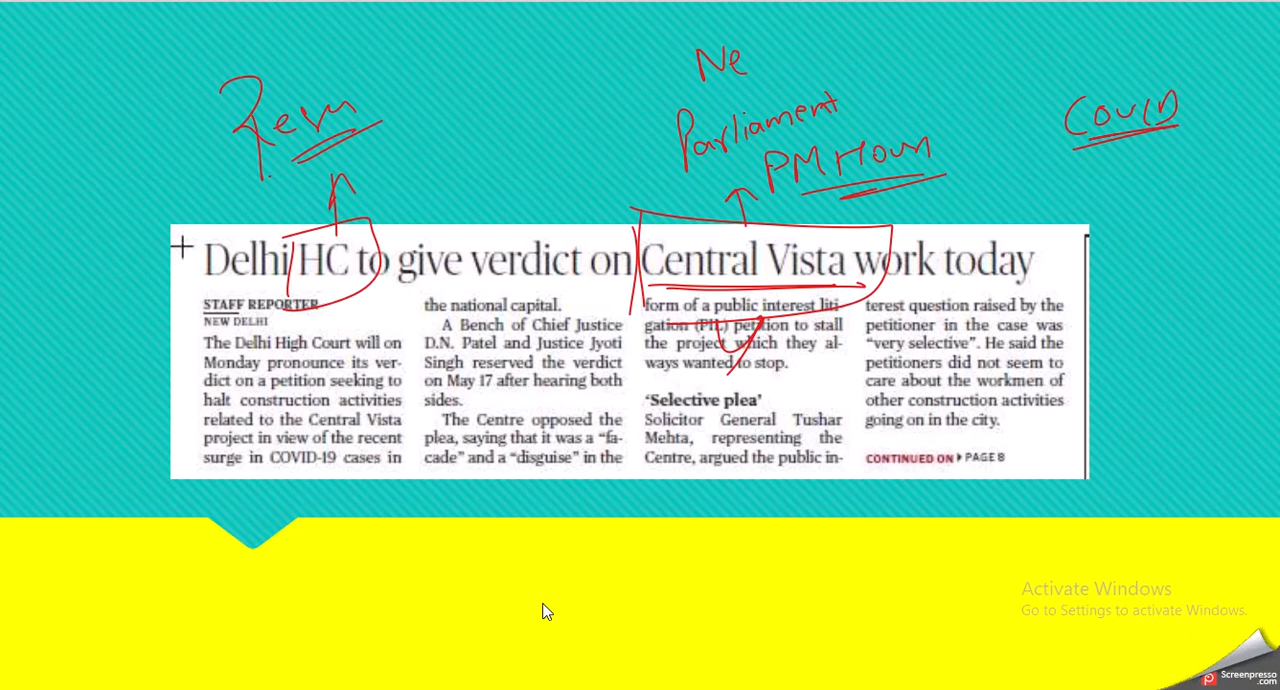 Ne
Parliament
PM Hous
Covid
Delhi HC to give verdict on Central Vista work today
STAFF REPORTER
NEW DELHI
The Delhi High Court will on
Monday pronounce its ver-
dict on a petition seeking to
halt construction activities
related to the Central Vista
project in view of the recent
surge in COVID-19 cases in
the national capital.
A Bench of Chief Justice
D.N. Patel and Justice Jyoti
Singh reserved the verdict
on May 17 after hearing both
sides.
The Centre opposed the
plea, saying that it was a “fa-
cade” and a “disguise” in the
form of a public interest liti-
gation (PIL) petition to stall
the project which they al-
ways wanted to stop.
‘Selective plea’
Solicitor General Tushar
Mehta, representing the
Centre, argued the public in-
terest question raised by the
petitioner in the case was
“very selective”. He said the
petitioners did not seem to
care about the workmen of
other construction activities
going on in the city.
CONTINUED ON PAGE 8
Activate Windows
Go to Settings to activate Windows.
Screenpresso
.com